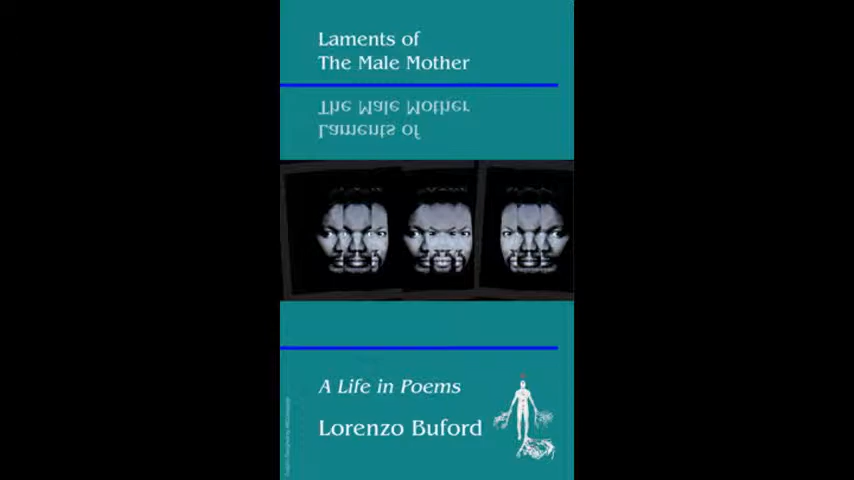 Laments of
The Male Mother
The Male Mother
Laments of
A Life in Poems
Lorenzo Buford